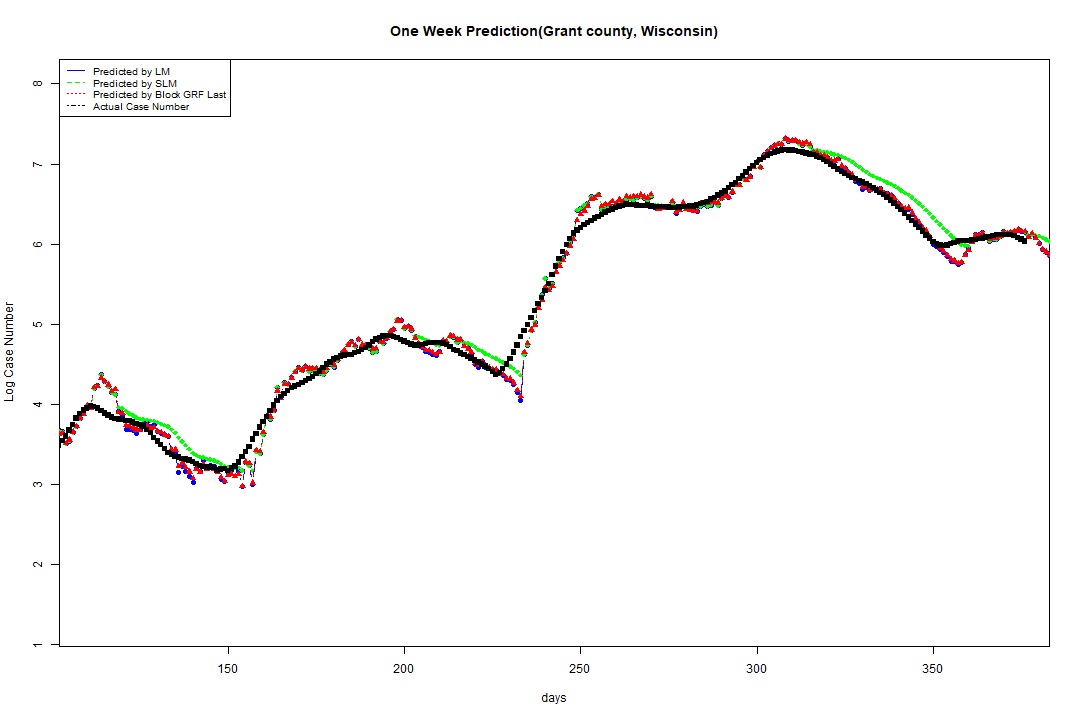 One Week Prediction(Grant county, Wisconsin)
Predicted by LM
Predicted by SLM
Predicted by Block GRF Last
Actual Case Number
8
7
6
5
4
3
2
1
Log Case Number
150 200 250 300 350
days